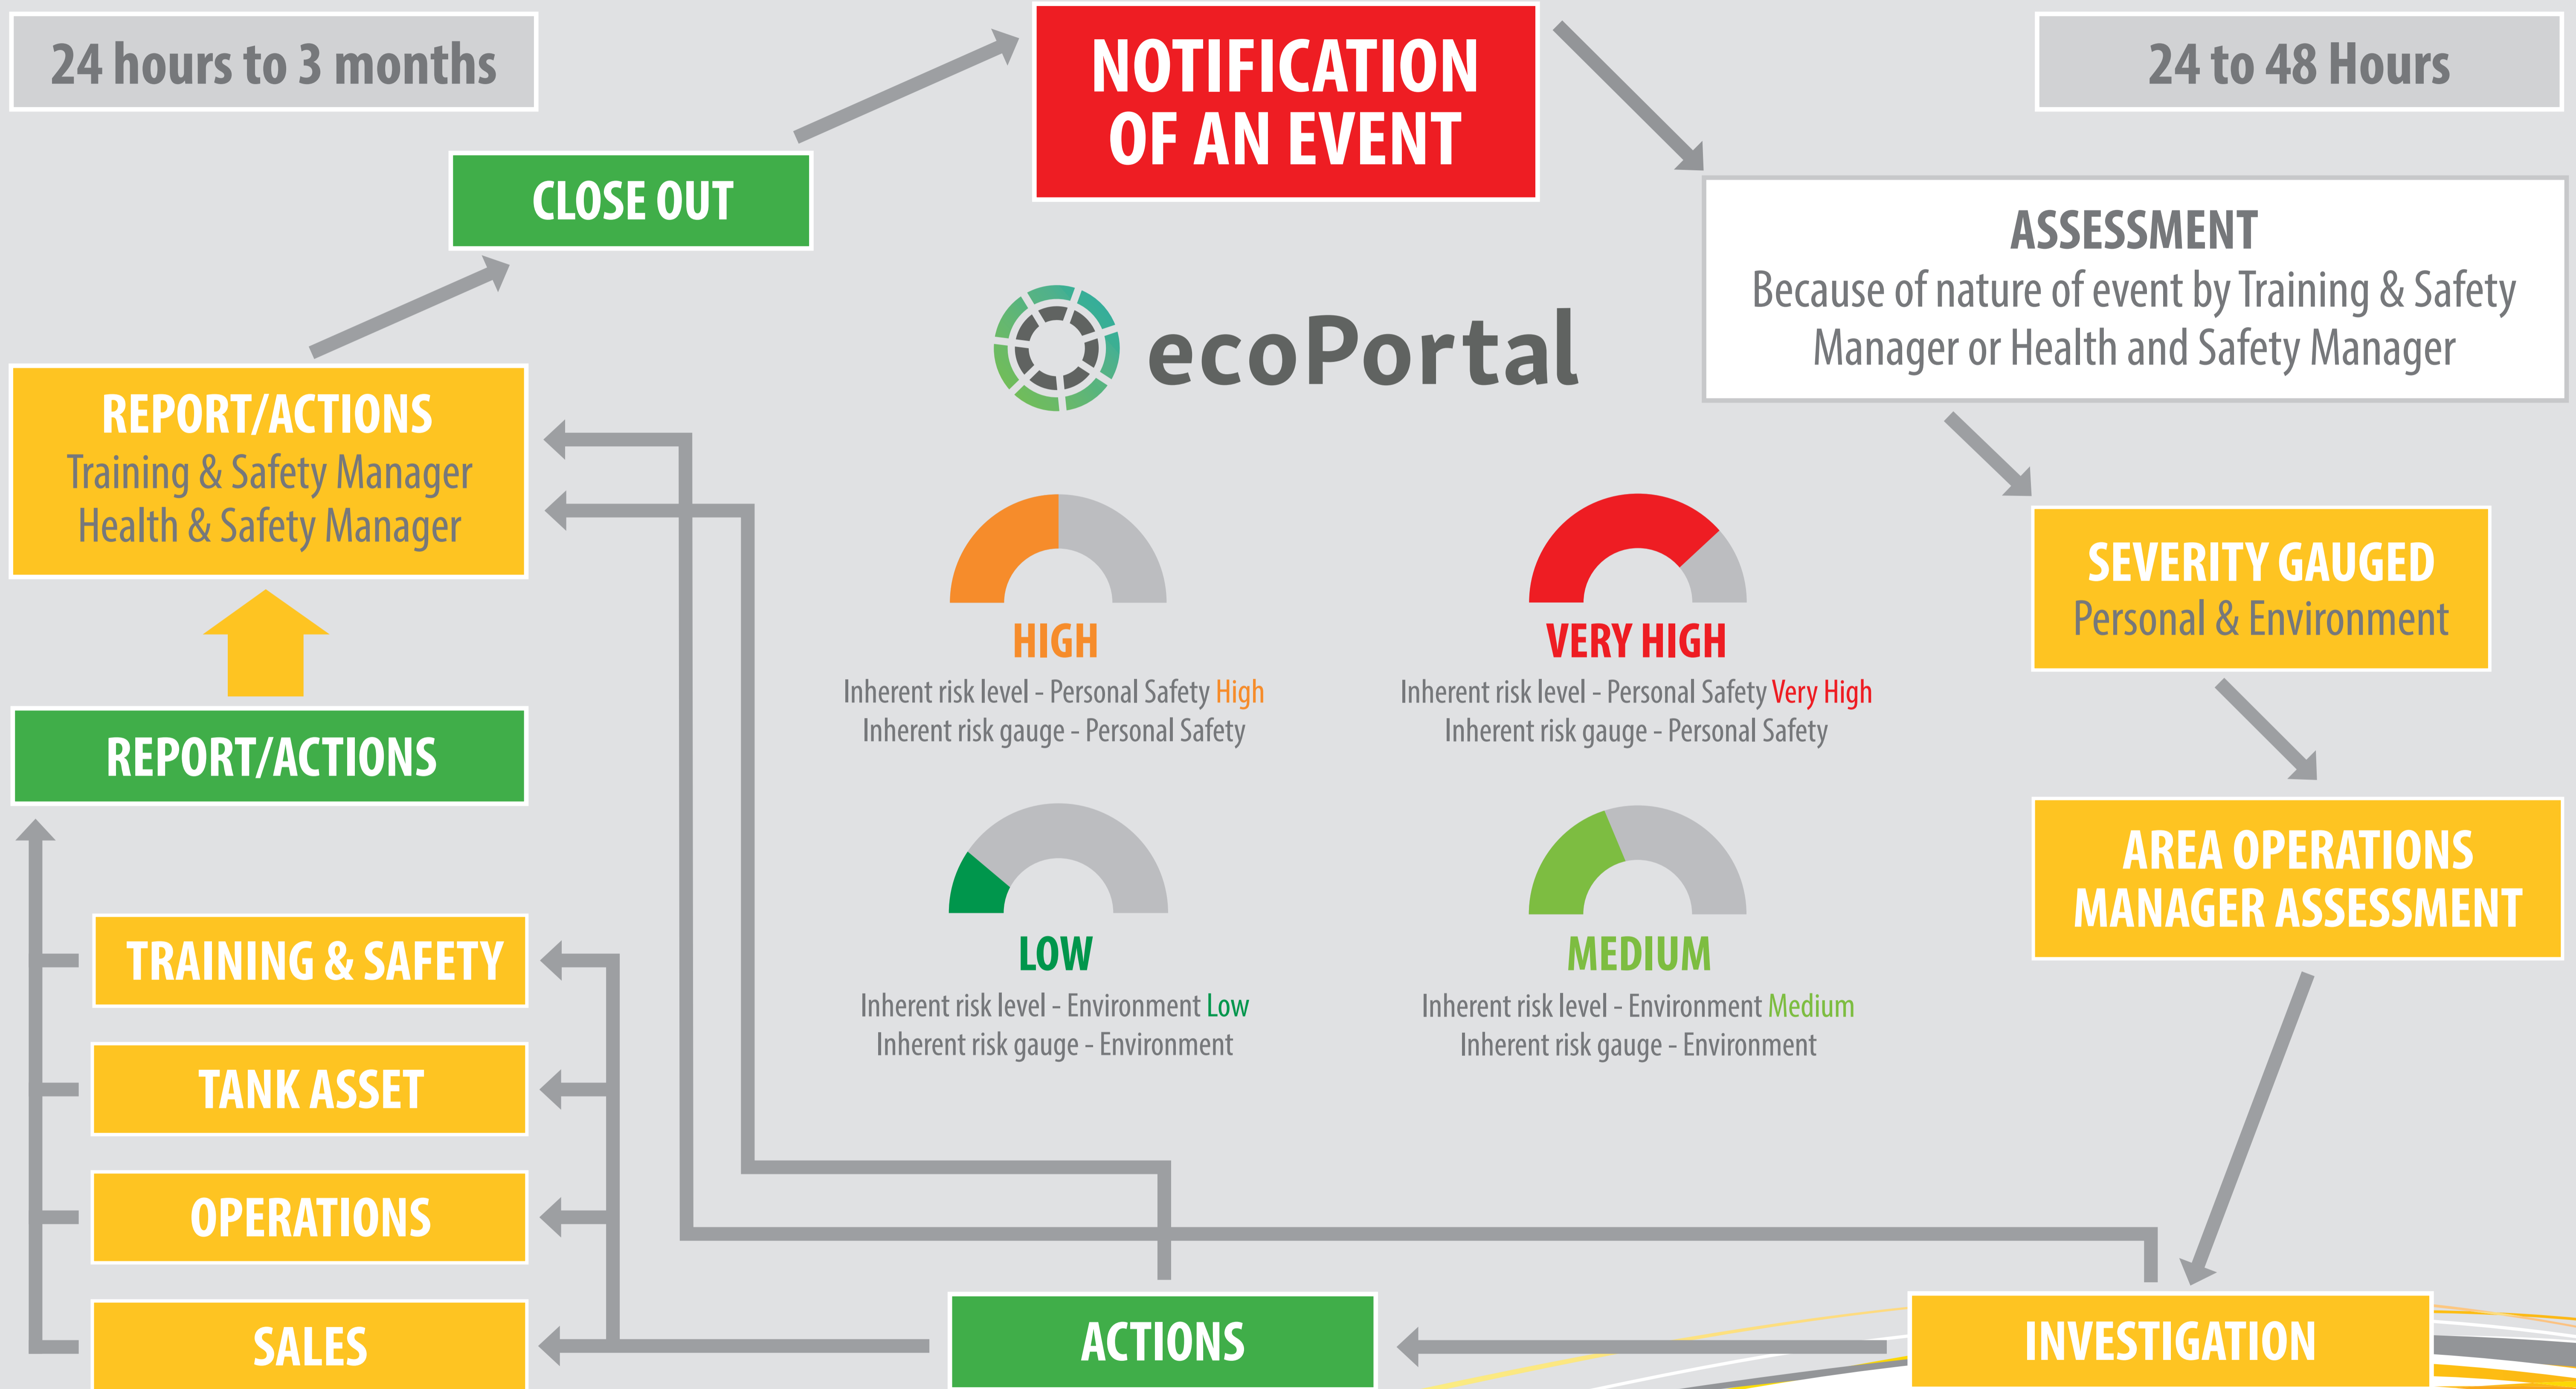 24 hours to 3 months
NOTIFICATION
OF AN EVENT
24 to 48 Hours
CLOSE OUT
ASSESSMENT
Because of nature of event by Training & Safety
Manager or Health and Safety Manager
ecoPortal
REPORT/ACTIONS
Training & Safety Manager
Health & Safety Manager
SEVERITY GAUGED
Personal & Environment
HIGH
Inherent risk level - Personal Safety High
Inherent risk gauge - Personal Safety
VERY HIGH
Inherent risk level - Personal Safety Very High
Inherent risk gauge - Personal Safety
REPORT/ACTIONS
AREA OPERATIONS
MANAGER ASSESSMENT
LOW
Inherent risk level - Environment Low
Inherent risk gauge - Environment
MEDIUM
Inherent risk level - Environment Medium
Inherent risk gauge - Environment
TRAINING & SAFETY
TANK ASSET
OPERATIONS
SALES
ACTIONS
INVESTIGATION